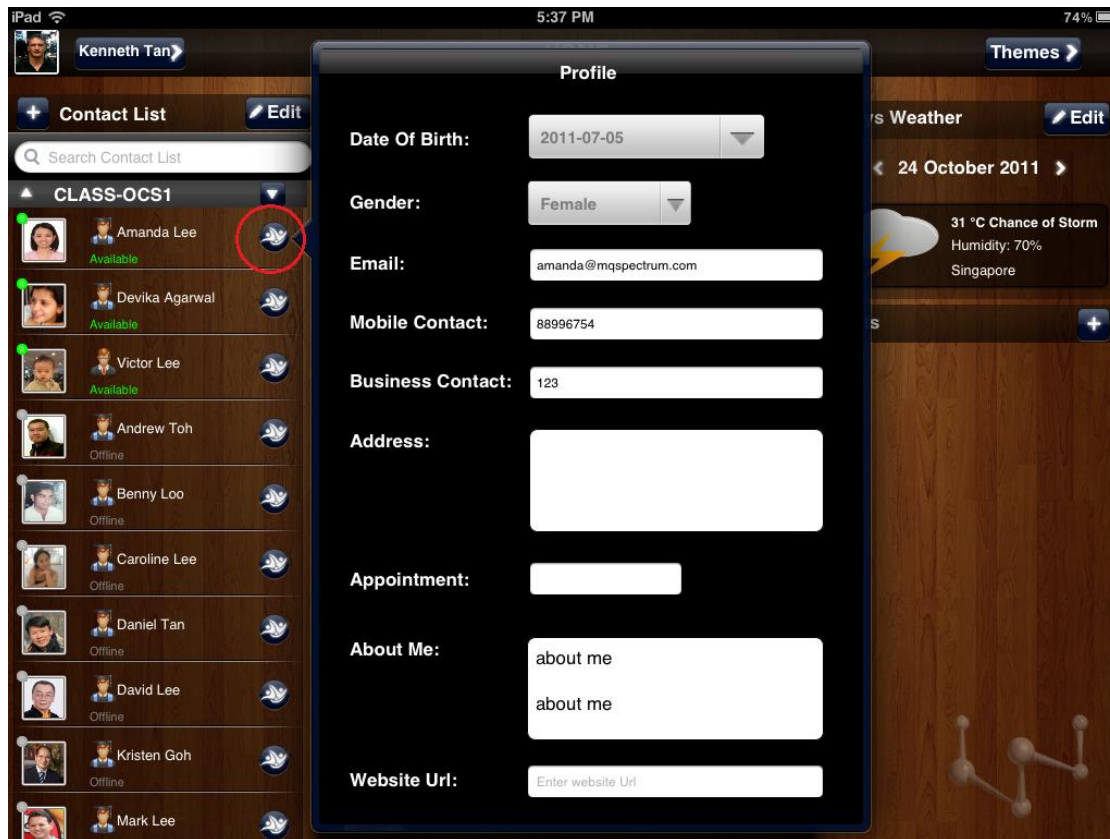 iPad
5:37 PM
74%
Kenneth Tan
Themes
Contact List
Edit
Search Contact List
CLASS-OCS1
Amanda Lee
Available
Devika Agarwal
Available
Victor Lee
Available
Andrew Toh
Offline
Benny Loo
Offline
Caroline Lee
Offline
Daniel Tan
Offline
David Lee
Offline
Kristen Goh
Offline
Mark Lee
Profile
Date Of Birth:
2011-07-05
Gender:
Female
Email:
amanda@mqspectrum.com
Mobile Contact:
88996754
Business Contact:
123
Address:
Appointment:
About Me:
about me
about me
Website Url:
Enter website Url
Weather
Edit
24 October 2011
31 °C Chance of Storm
Humidity: 70%
Singapore